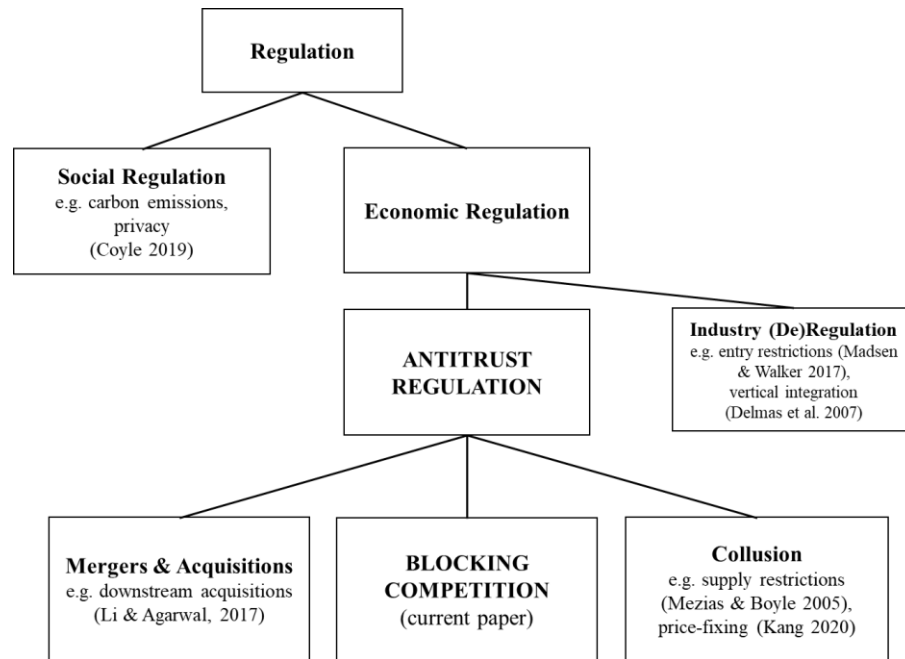 Regulation
Social Regulation
e.g. carbon emissions,
privacy
(Coyle 2019)
Economic Regulation
ANTITRUST
REGULATION
Industry (De)Regulation
e.g. entry restrictions (Madsen
& Walker 2017),
vertical integration
(Delmas et al. 2007)
Mergers & Acquisitions
e.g. downstream acquisitions
(Li & Agarwal, 2017)
BLOCKING
COMPETITION
(current paper)
Collusion
e.g. supply restrictions
(Mezias & Boyle 2005),
price-fixing (Kang 2020)